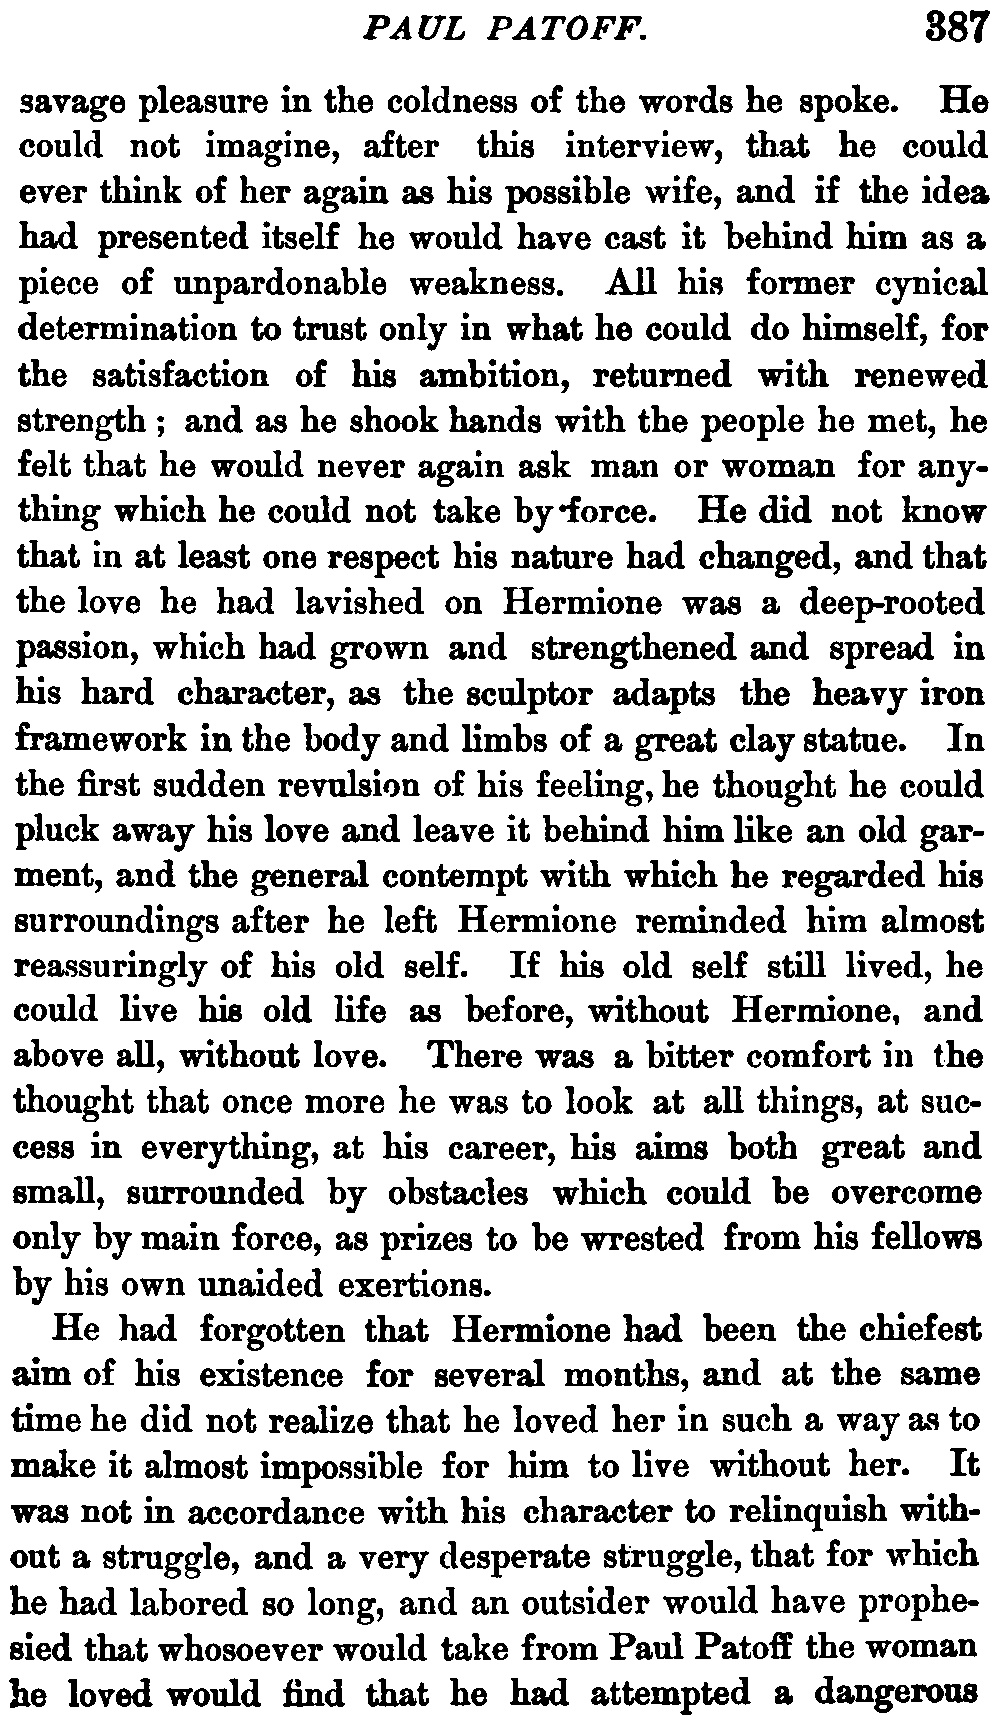 PAUL PATOFF. 387
savage pleasure in the coldness of the words he spoke. He
could not imagine, after this interview, that he could
ever think of her again as his possible wife, and if the idea
had presented itself he would have cast it behind him as a
piece of unpardonable weakness. All his former cynical
determination to trust only in what he could do himself, for
the satisfaction of his ambition, returned with renewed
strength ; and as he shook hands with the people he met, he
felt that he would never again ask man or woman for any-
thing which he could not take by force. He did not know
that in at least one respect his nature had changed, and that
the love he had lavished on Hermione was a deep-rooted
passion, which had grown and strengthened and spread in
his hard character, as the sculptor adapts the heavy iron
framework in the body and limbs of a great clay statue. In
the first sudden revulsion of his feeling, he thought he could
pluck away his love and leave it behind him like an old gar-
ment, and the general contempt with which he regarded his
surroundings after he left Hermione reminded him almost
reassuringly of his old self. If his old self still lived, he
could live his old life as before, without Hermione, and
above all, without love. There was a bitter comfort in the
thought that once more he was to look at all things, at suc-
cess in everything, at his career, his aims both great and
small, surrounded by obstacles which could be overcome
only by main force, as prizes to be wrested from his fellows
by his own unaided exertions.
He had forgotten that Hermione had been the chiefest
aim of his existence for several months, and at the same
time he did not realize that he loved her in such a way as to
make it almost impossible for him to live without her. It
was not in accordance with his character to relinquish with-
out a struggle, and a very desperate struggle, that for which
he had labored so long, and an outsider would have prophe-
sied that whosoever would take from Paul Patoff the woman
he loved would find that he had attempted a dangerous